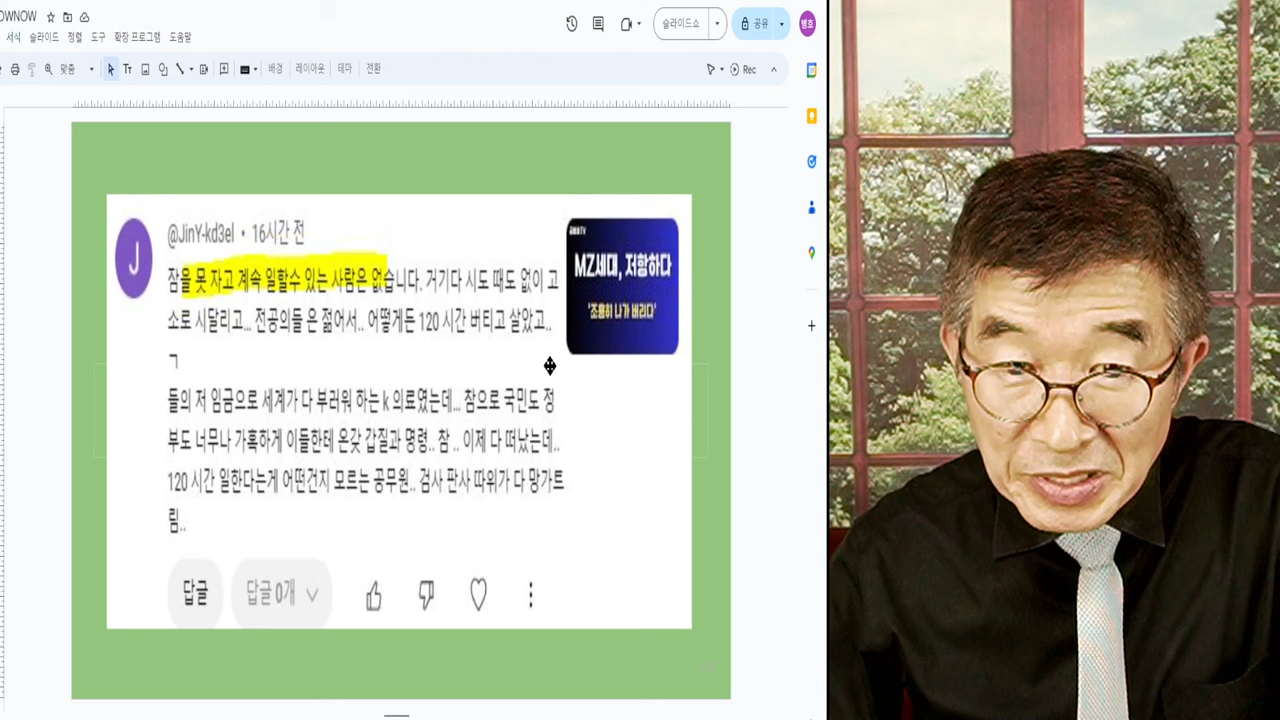 OWNOW
서식 슬라이드 정렬 도구 확장 프로그램 도움말
슬라이드쇼
공유
병호
맞춤
배경 레이아웃 테마 전환
Rec
J
@JinY-kd3el • 16시간 전
잠을 못 자고 계속 일할수 있는 사람은 없습니다. 거기다 시도 때도 없이 고
소로 시달리고... 전공의들 은 젊어서.. 어떻게든 120 시간 버티고 살았고..
ㄱ
들의 저 임금으로 세계가 다 부러워 하는 k 의료였는데... 참으로 국민도 정
부도 너무나 가혹하게 이들한테 온갖 갑질과 명령.. 참 .. 이제 다 떠났는데..
120 시간 일한다는게 어떤건지 모르는 공무원.. 검사 판사 따위가 다 망가트
림..
MZ세대, 저항하다
'조용히 나가 버리다'
답글
답글 0개